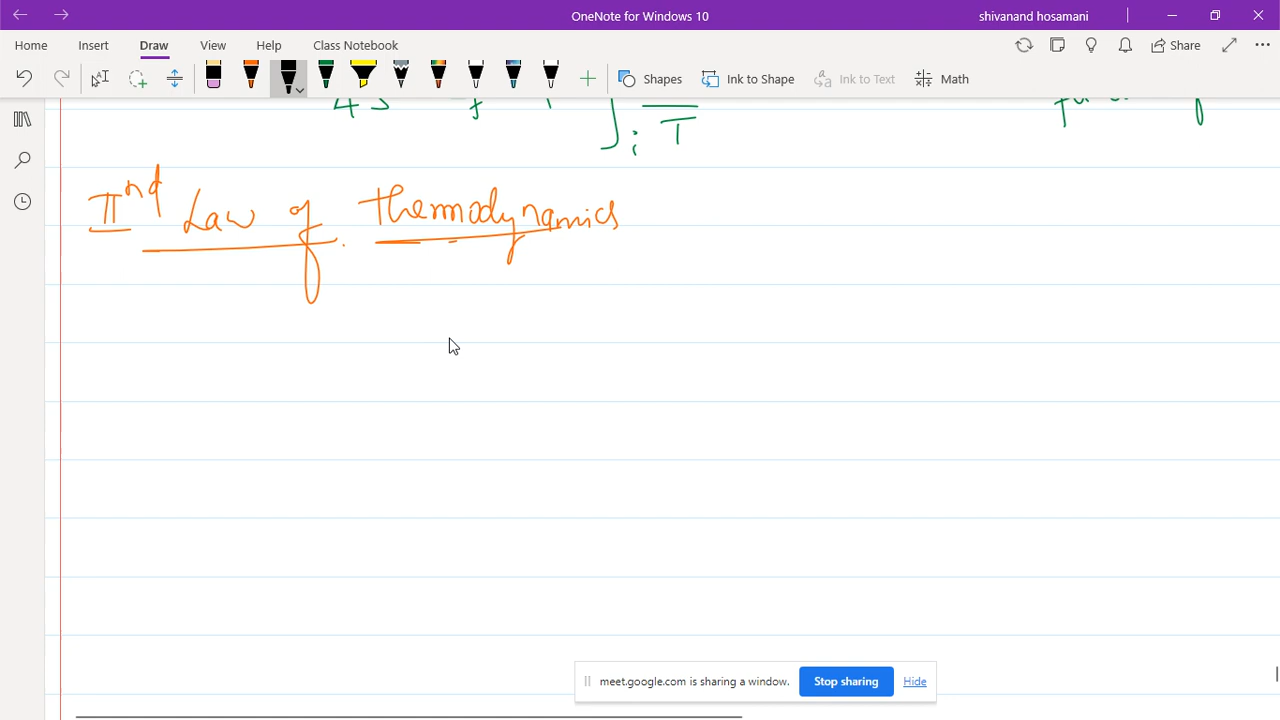 OneNote for Windows 10
shivanand hosamani
Home Insert Draw View Help Class Notebook
Share
Shapes Ink to Shape Ink to Text Math
4 S
i T
IInd Law of thermodynamics
meet.google.com is sharing a window. Stop sharing Hide